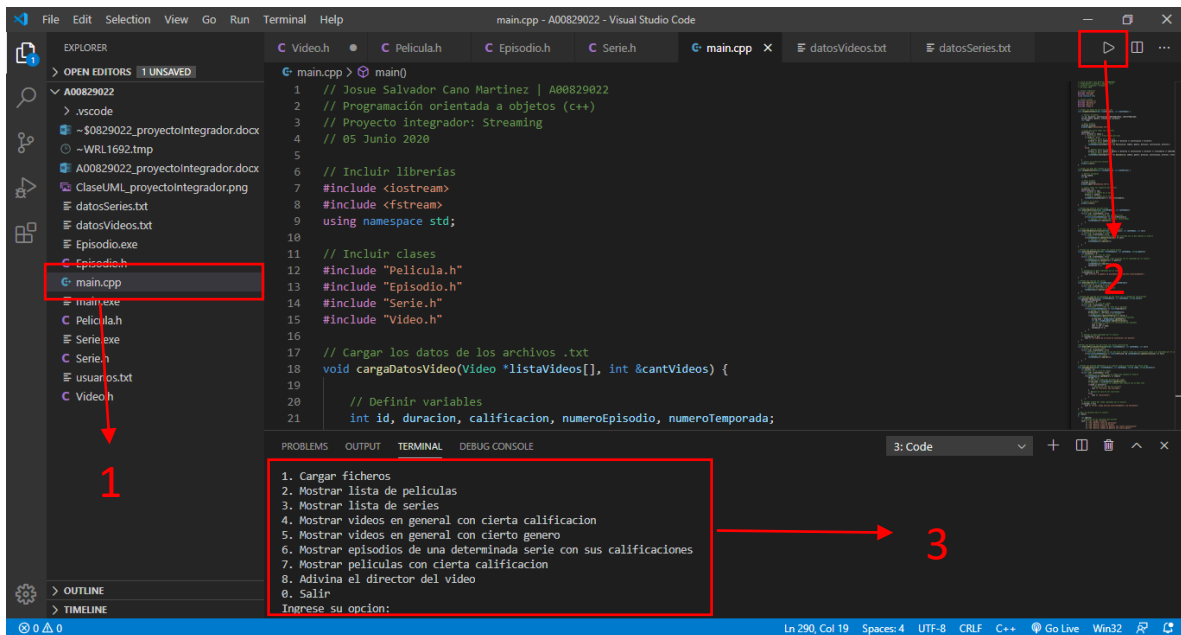 File Edit Selection View Go Run Terminal Help
main.cpp - A00829022 - Visual Studio Code
EXPLORER
OPEN EDITORS 1 UNSAVED
A00829022
.vscode
~$0829022_proyectoIntegrador.docx
~WRL1692.tmp
A00829022_proyectoIntegrador.docx
ClaseUML_proyectoIntegrador.png
datosSeries.txt
datosVideos.txt
Episodio.exe
Episodio.h
main.cpp
main.exe
Pelicula.h
Serie.exe
Serie.h
usuarios.txt
Video.h
OUTLINE
TIMELINE
1
Video.h
Pelicula.h
Episodio.h
Serie.h
main.cpp
datosVideos.txt
datosSeries.txt
main.cpp > main()
1 // Josue Salvador Cano Martinez | A00829022
2 // Programación orientada a objetos (c++)
3 // Proyecto integrador: Streaming
4 // 05 Junio 2020
5
6 // Incluir librerías
7 #include <iostream>
8 #include <fstream>
9 using namespace std;
10
11 // Incluir clases
12 #include "Pelicula.h"
13 #include "Episodio.h"
14 #include "Serie.h"
15 #include "Video.h"
16
17 // Cargar los datos de los archivos .txt
18 void cargaDatosVideo(Video *listaVideos[], int &cantVideos) {
19
20 // Definir variables
21 int id, duracion, calificacion, numeroEpisodio, numeroTemporada;
2
PROBLEMS OUTPUT TERMINAL DEBUG CONSOLE
3: Code
1. Cargar ficheros
2. Mostrar lista de peliculas
3. Mostrar lista de series
4. Mostrar videos en general con cierta calificacion
5. Mostrar videos en general con cierto genero
6. Mostrar episodios de una determinada serie con sus calificaciones
7. Mostrar peliculas con cierta calificacion
8. Adivina el director del video
0. Salir
Ingrese su opcion:
3
0 0
Ln 290, Col 19 Spaces: 4 UTF-8 CRLF C++ Go Live Win32